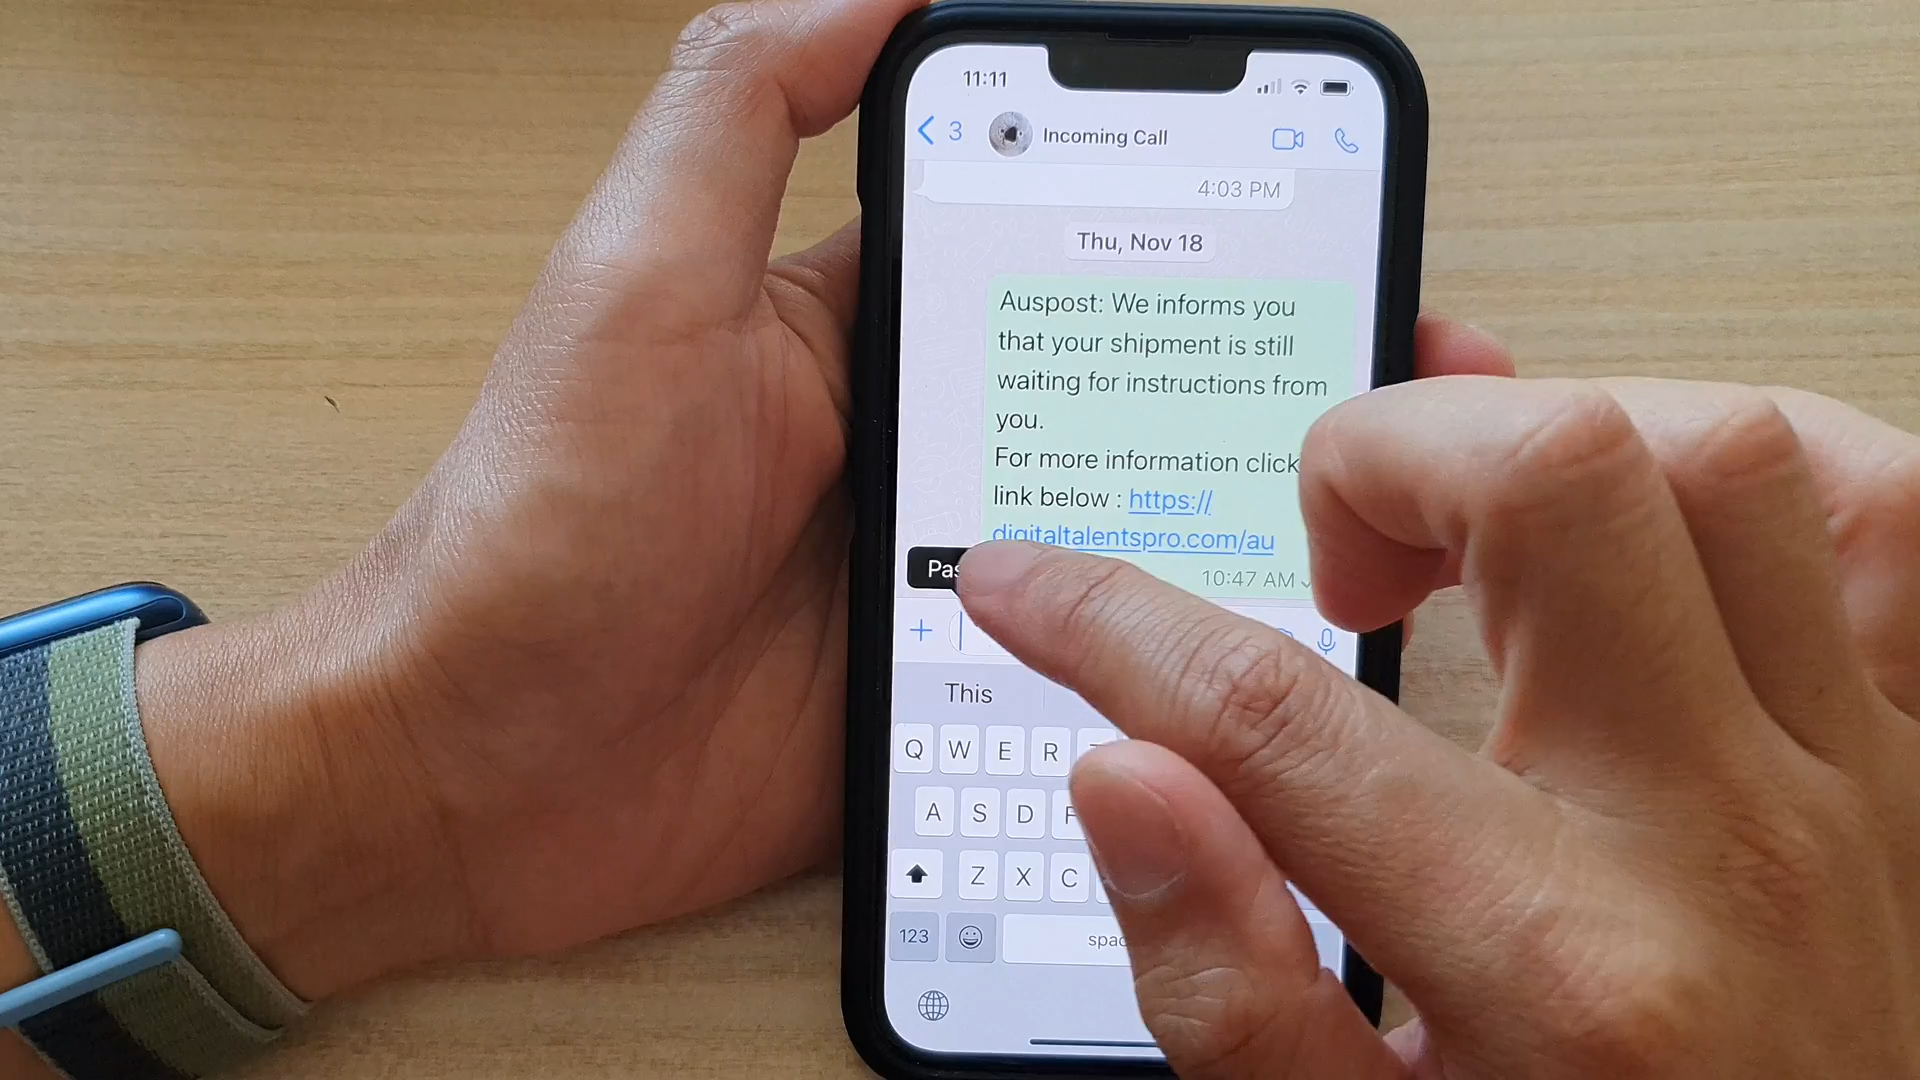 11:11
3
Incoming Call
4:03 PM
Thu, Nov 18
Auspost: We informs you
that your shipment is still
waiting for instructions from
you.
For more information click
link below : https://
digitaltalentspro.com/au
10:47 AM
This
Q W E R
A S D F
Z X C
123